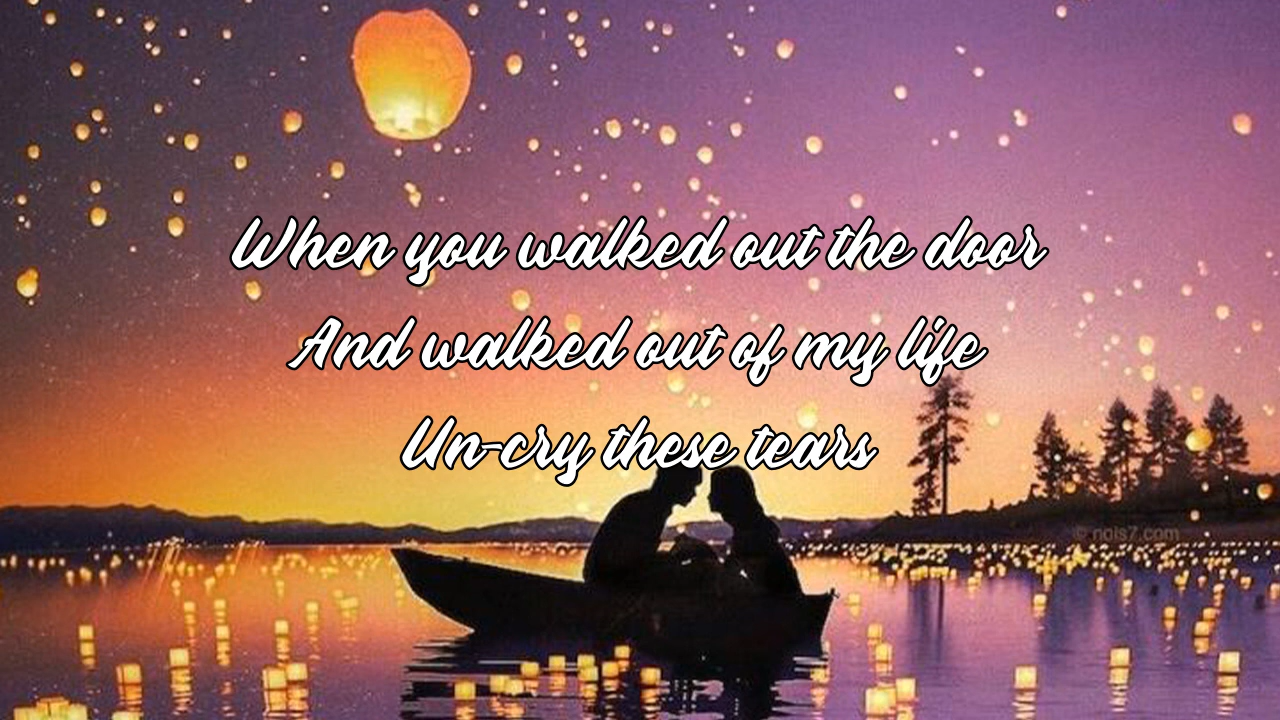 When you walked out the door
And walked out of my life
Un-cry these tears
© nois7.com